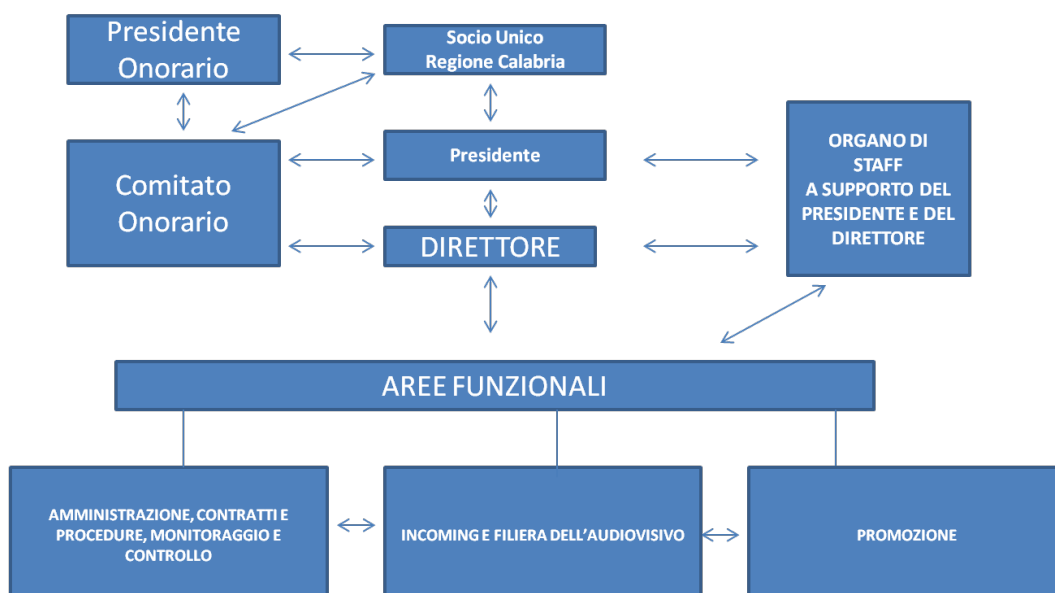 Presidente
Onorario
Socio Unico
Regione Calabria
Comitato
Onorario
Presidente
DIRETTORE
ORGANO DI
STAFF
A SUPPORTO DEL
PRESIDENTE E DEL
DIRETTORE
AREE FUNZIONALI
AMMINISTRAZIONE, CONTRATTI E
PROCEDURE, MONITORAGGIO E
CONTROLLO
INCOMING E FILIERA DELL’AUDIOVISIVO
PROMOZIONE